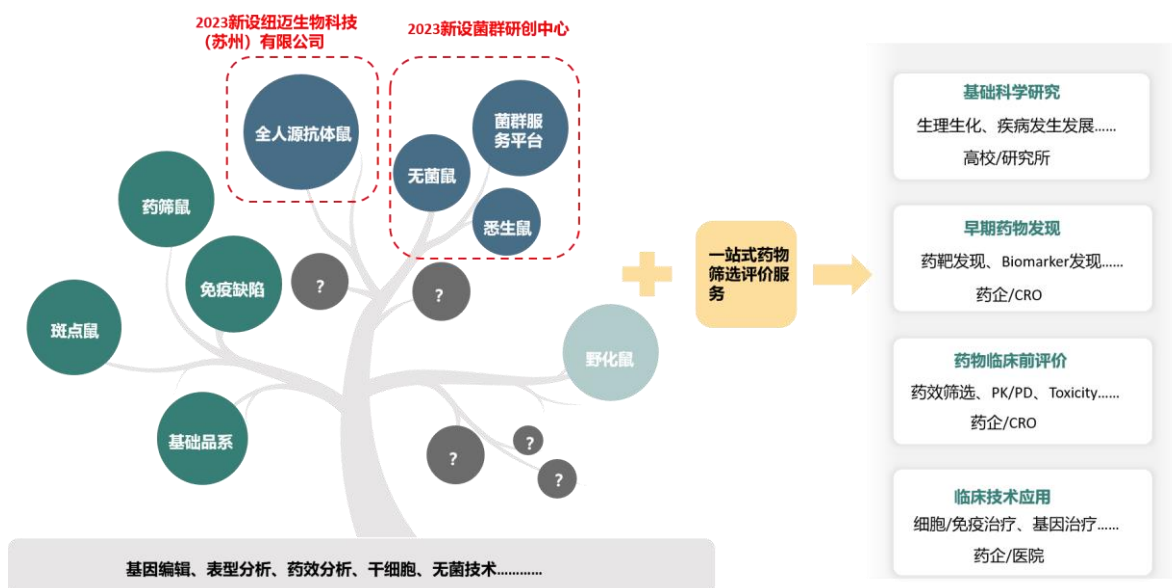 2023新设纽迈生物科技
（苏州）有限公司
2023新设菌群研创中心
全人源抗体鼠
菌群服
务平台
无菌鼠
悉生鼠
药筛鼠
免疫缺陷
?
?
斑点鼠
野化鼠
基础品系
?
?
?
基因编辑、表型分析、药效分析、干细胞、无菌技术............
一站式药物
筛选评价服
务
基础科学研究
生理生化、疾病发生发展......
高校/研究所
早期药物发现
药靶发现、Biomarker发现......
药企/CRO
药物临床前评价
药效筛选、PK/PD、Toxicity......
药企/CRO
临床技术应用
细胞/免疫治疗、基因治疗......
药企/医院